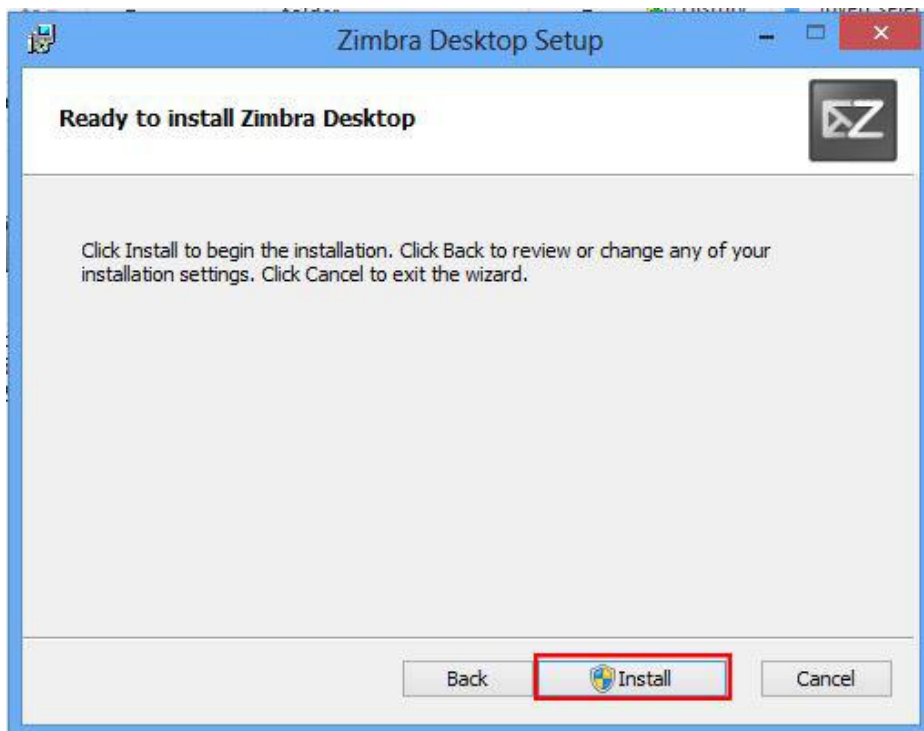 Zimbra Desktop Setup
Ready to install Zimbra Desktop
Z
Click Install to begin the installation. Click Back to review or change any of your
installation settings. Click Cancel to exit the wizard.
Back Install Cancel